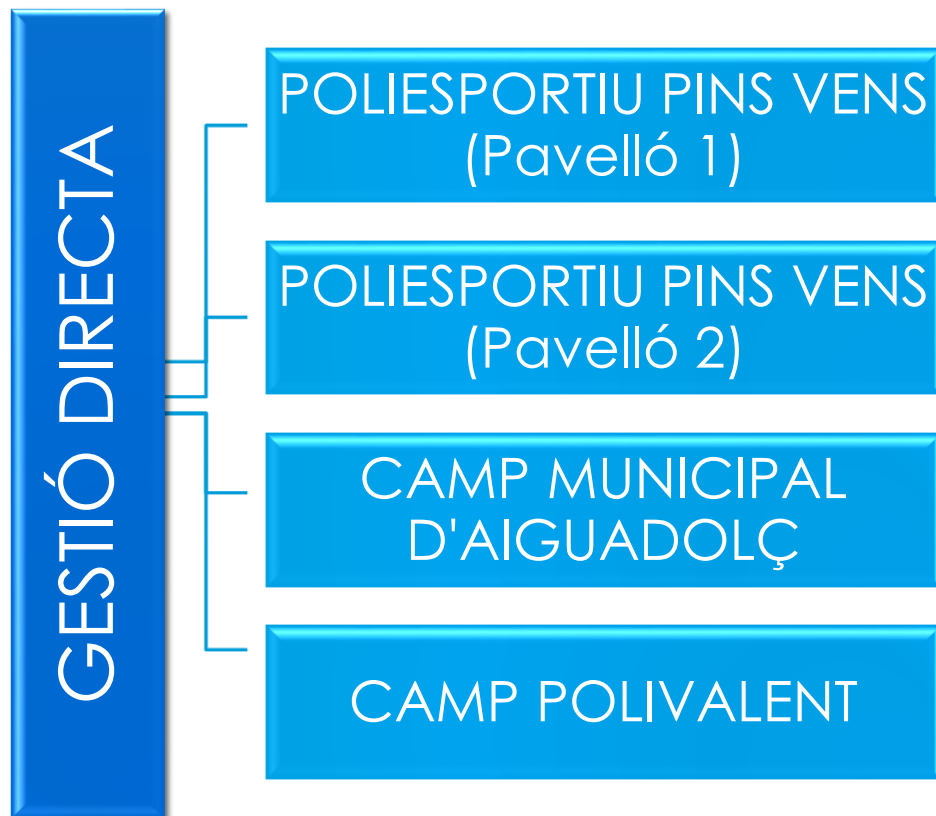 GESTIÓ DIRECTA
POLIESPORTIU PINS VENS
(Pavelló 1)
POLIESPORTIU PINS VENS
(Pavelló 2)
CAMP MUNICIPAL
D'AIGUADOLÇ
CAMP POLIVALENT